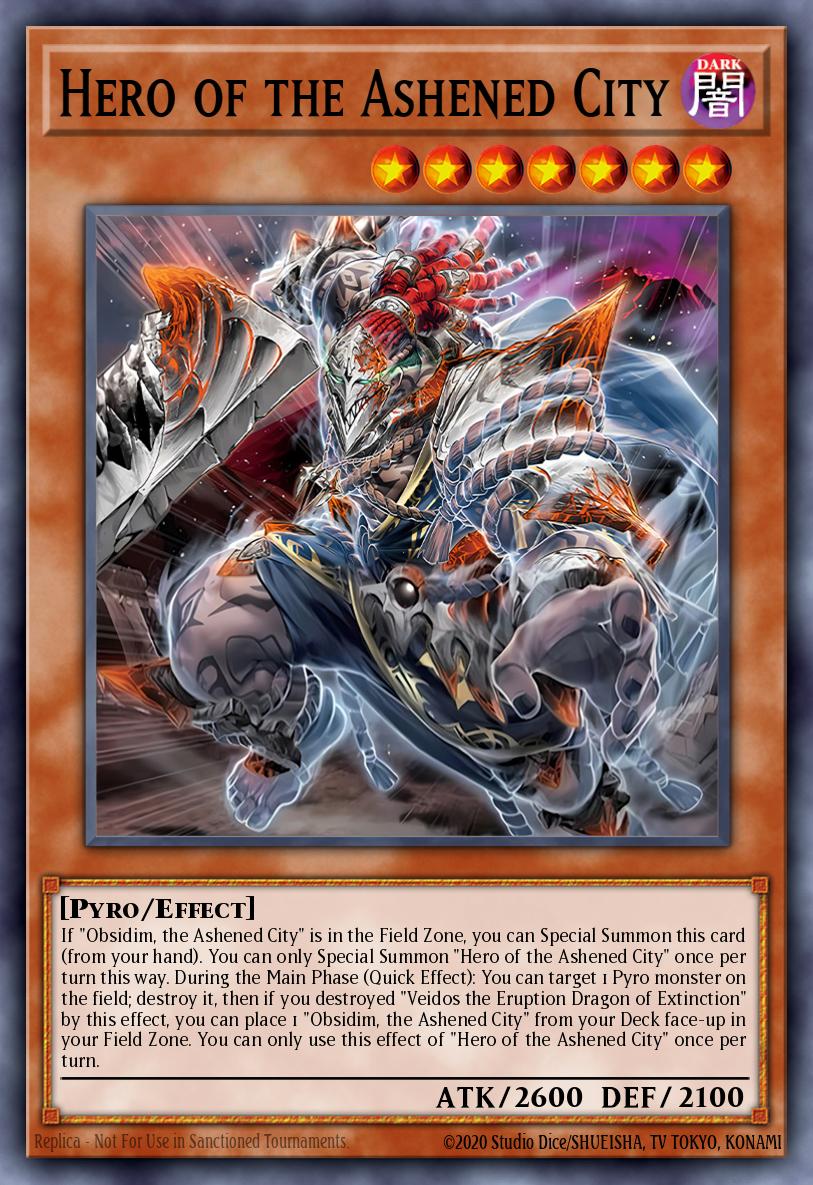 Hero of the Ashened City
DARK
闇
[Pyro/Effect]
If "Obsidim, the Ashened City" is in the Field Zone, you can Special Summon this card
(from your hand). You can only Special Summon "Hero of the Ashened City" once per
turn this way. During the Main Phase (Quick Effect): You can target 1 Pyro monster on
the field; destroy it, then if you destroyed "Veidos the Eruption Dragon of Extinction"
by this effect, you can place 1 "Obsidim, the Ashened City" from your Deck face-up in
your Field Zone. You can only use this effect of "Hero of the Ashened City" once per
turn.
ATK/2600 DEF/2100
Replica - Not For Use in Sanctioned Tournaments.
©2020 Studio Dice/SHUEISHA, TV TOKYO, KONAMI